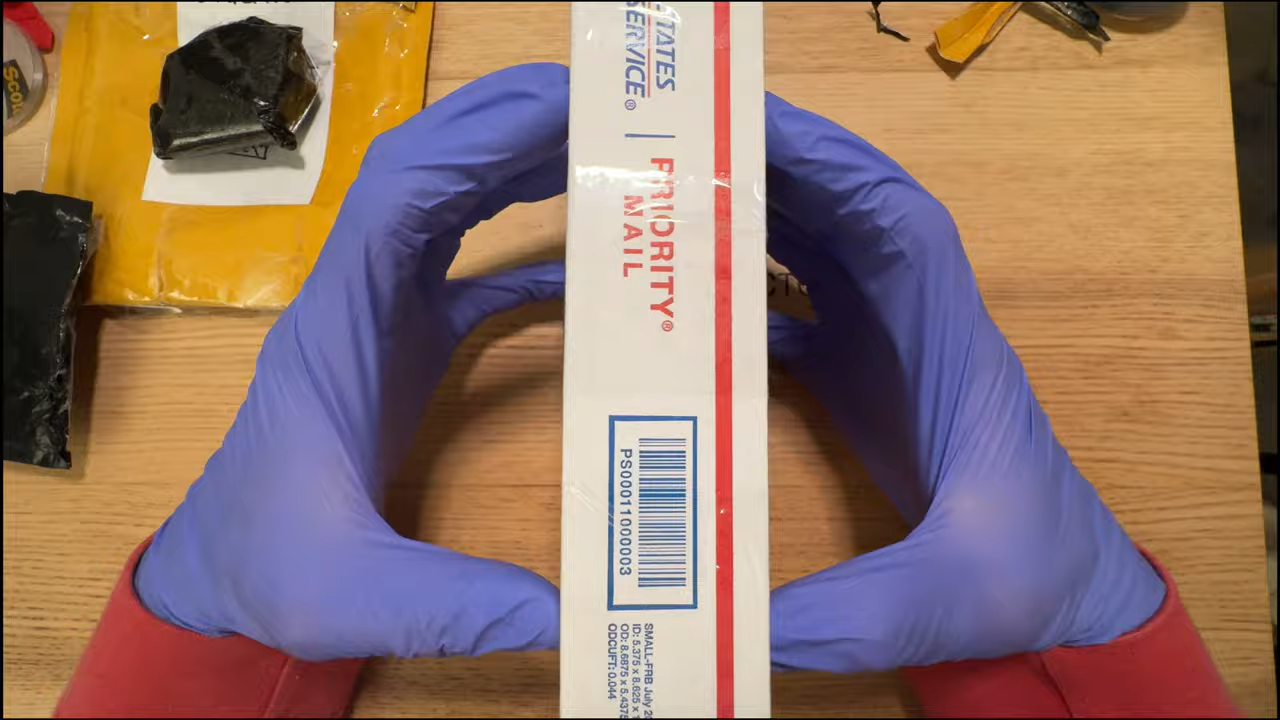 STATES
SERVICE®
PRIORITY®
MAIL
PS00011000003
SMALL-FRB July 20
ID: 5.375 x 8.625 x 1
OD: 8.6875 x 5.4375
ODCUFT: 0.044